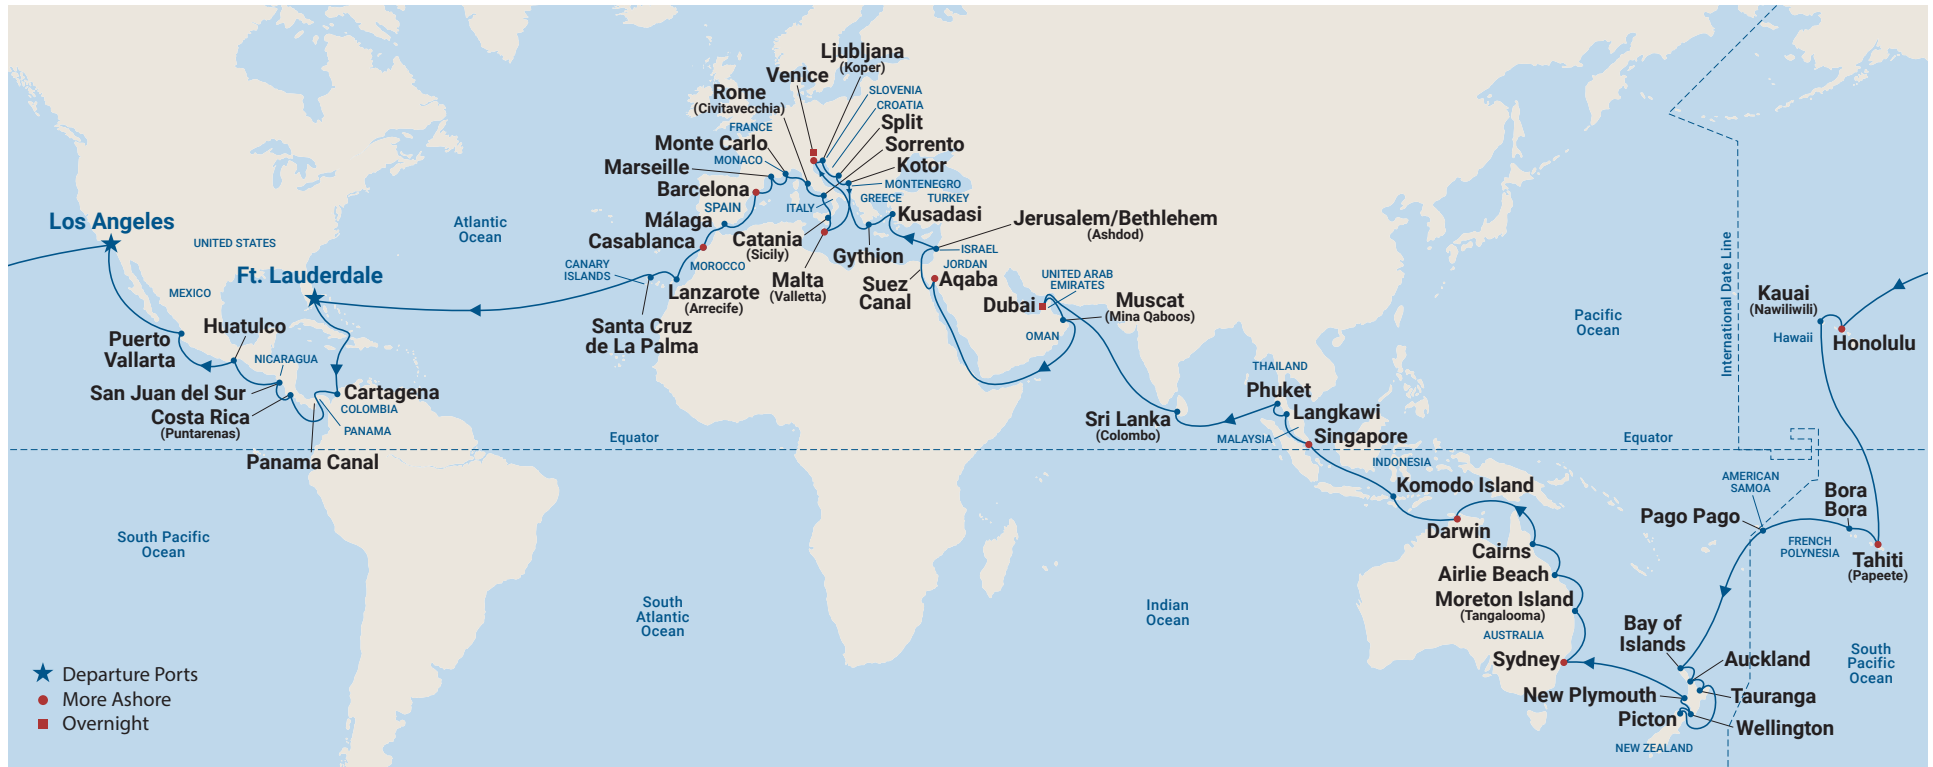 Ljubljana
(Koper)
Venice
SLOVENIA
Rome
(Civitavecchia)
CROATIA
Split
FRANCE
Monte Carlo
Sorrento
MONACO
Marseille
Kotor
MONTENEGRO
Barcelona
SPAIN
ITALY
GREECE
TURKEY
Kusadasi
Málaga
Casablanca
Catania
(Sicily)
Jerusalem/Bethlehem
(Ashdod)
Gythion
ISRAEL
JORDAN
MOROCCO
CANARY
ISLANDS
Malta
(Valletta)
Suez
Canal
Aqaba
Lanzarote
(Arrecife)
Santa Cruz
de La Palma
UNITED ARAB
EMIRATES
Dubai
Muscat
(Mina Qaboos)
OMAN
Los Angeles
UNITED STATES
Atlantic
Ocean
Ft. Lauderdale
MEXICO
Huatulco
Puerto
Vallarta
NICARAGUA
San Juan del Sur
Cartagena
COLOMBIA
Costa Rica
(Puntarenas)
PANAMA
Panama Canal
Equator
THAILAND
Phuket
Sri Lanka
(Colombo)
Langkawi
MALAYSIA
Singapore
INDONESIA
Komodo Island
Pacific
Ocean
International Date Line
Kauai
(Nawiliwili)
Hawaii
Honolulu
Equator
AMERICAN
SAMOA
Bora
Bora
Pago Pago
FRENCH
POLYNESIA
Tahiti
(Papeete)
Darwin
Cairns
Airlie Beach
Moreton Island
(Tangalooma)
AUSTRALIA
Sydney
Bay of
Islands
Auckland
New Plymouth
Tauranga
Picton
Wellington
NEW ZEALAND
South Pacific
Ocean
South
Atlantic
Ocean
Indian
Ocean
South
Pacific
Ocean
Departure Ports
More Ashore
Overnight